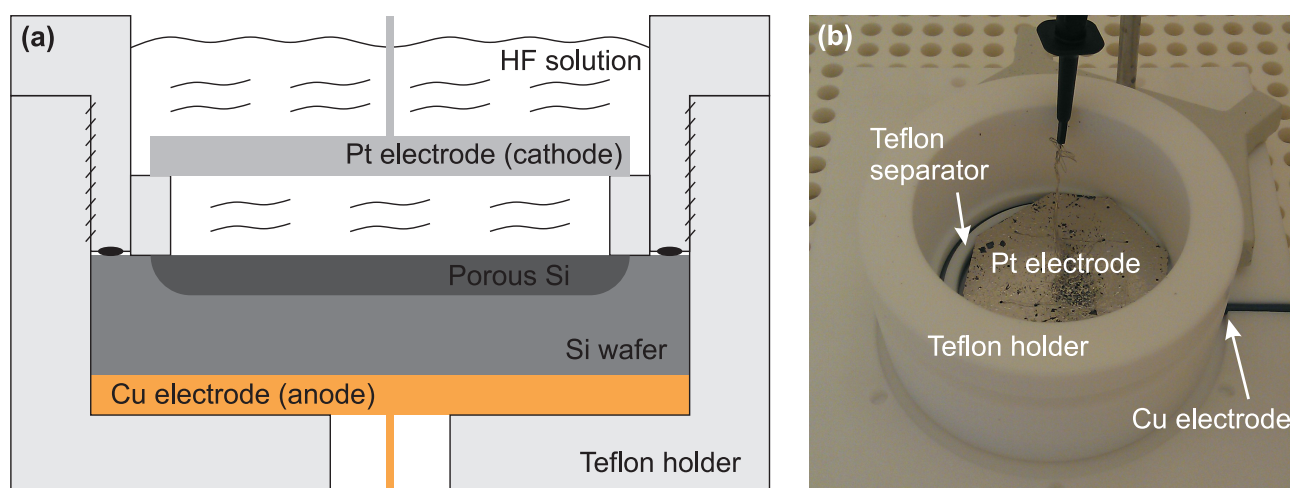 (a)
HF solution
Pt electrode (cathode)
Porous Si
Si wafer
Cu electrode (anode)
Teflon holder
(b)
Teflon
separator
Pt electrode
Teflon holder
Cu electrode